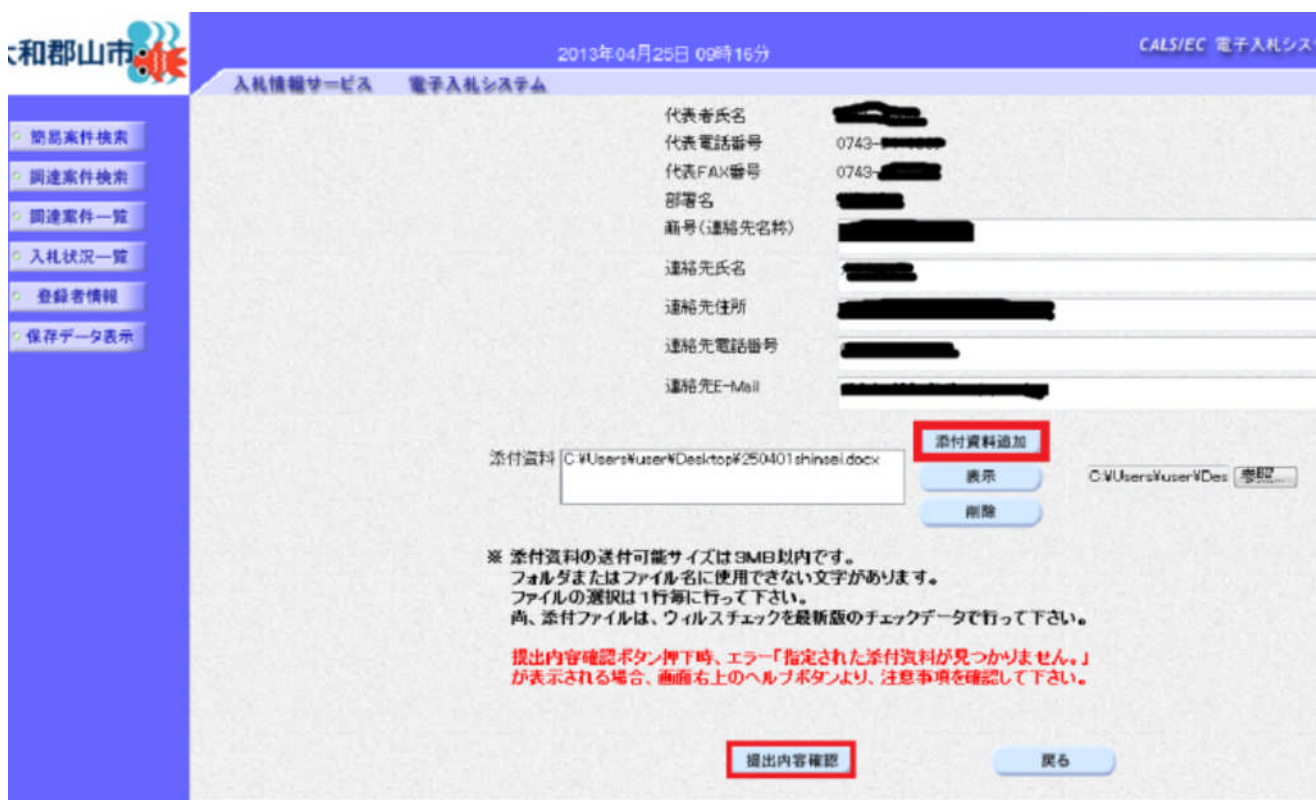 和郡山市
2013年04月25日 09時16分
CALS/EC 電子入札シス
入札情報サービス 電子入札システム
簡易案件検索
調達案件検索
調達案件一覧
入札状況一覧
登録者情報
保存データ表示
代表者氏名
代表電話番号 0743-
代表FAX番号 0743-
部署名
商号(連絡先名称)
連絡先氏名
連絡先住所
連絡先電話番号
連絡先E-Mail
添付資料 C:¥Users¥user¥Desktop¥250401shinsei.docx
添付資料追加
表示
削除
C:¥Users¥user¥Des 参照...
※ 添付資料の送付可能サイズは3MB以内です。
フォルダまたはファイル名に使用できない文字があります。
ファイルの選択は1行毎に行って下さい。
尚、添付ファイルは、ウィルスチェックを最新版のチェックデータで行って下さい。
提出内容確認ボタン押下時、エラー「指定された添付資料が見つかりません。」
が表示される場合、画面右上のヘルプボタンより、注意事項を確認して下さい。
提出内容確認 戻る